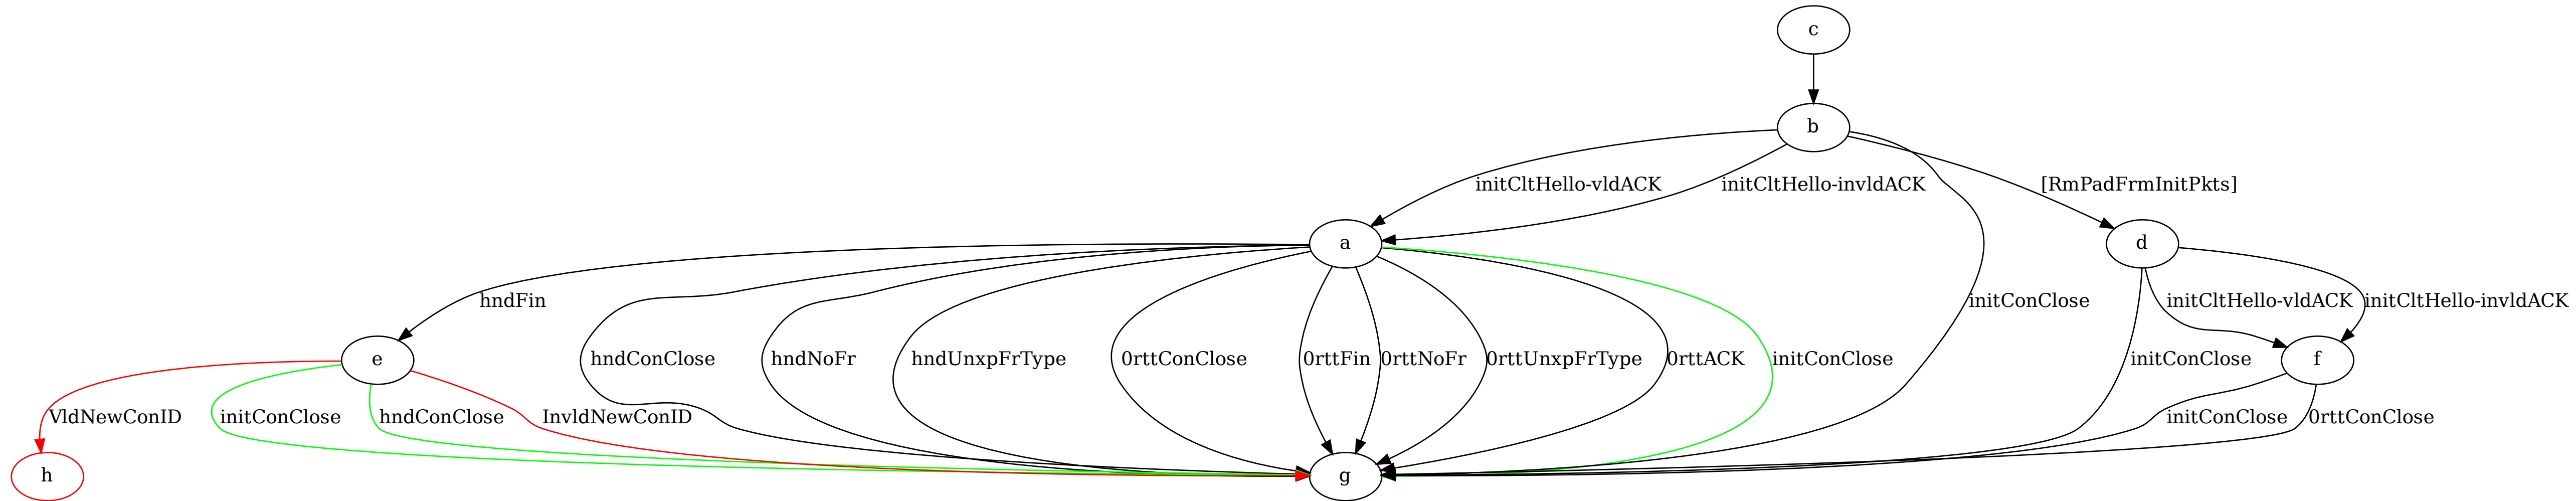 c
b
initCltHello-vldACK
initCltHello-invldACK
[RmPadFrmInitPkts]
a
d
hndFin
initConClose
initCltHello-vldACK
initCltHello-invldACK
e
hndConClose
hndNoFr
hndUnxpFrType
0rttConClose
0rttFin
0rttNoFr
0rttUnxpFrType
0rttACK
initConClose
initConClose
f
VldNewConID
initConClose
hndConClose
InvldNewConID
initConClose
0rttConClose
h
g